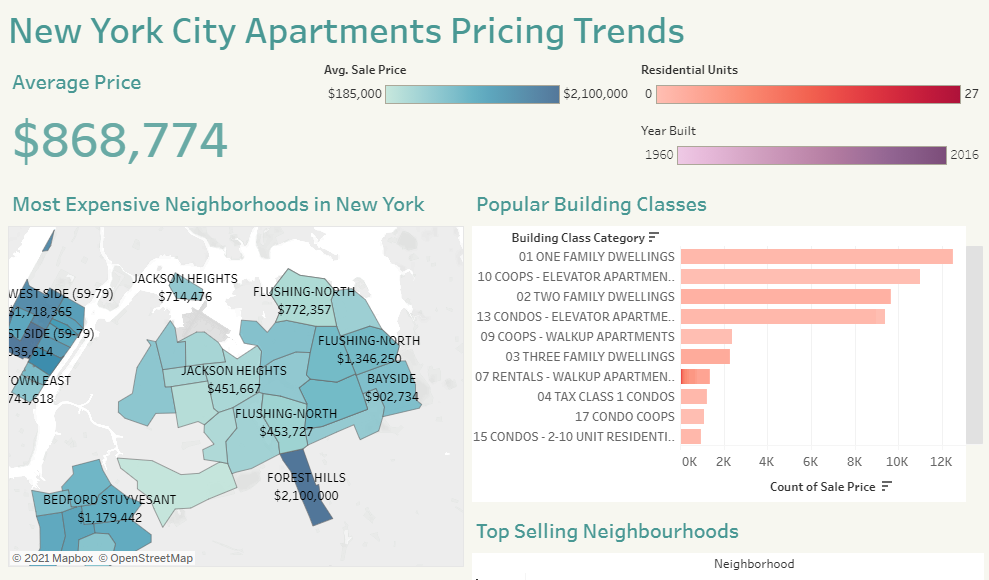 New York City Apartments Pricing Trends
Average Price
$868,774
Avg. Sale Price
$185,000 $2,100,000
Residential Units
0 27
Year Built
1960 2016
Most Expensive Neighborhoods in New York
JACKSON HEIGHTS
$714,476
WEST SIDE (59-79)
$1,718,365
ST SIDE (59-79)
035,614
TOWN EAST
741,618
FLUSHING-NORTH
$772,357
FLUSHING-NORTH
$1,346,250
JACKSON HEIGHTS
$451,667
BAYSIDE
$902,734
FLUSHING-NORTH
$453,727
FOREST HILLS
$2,100,000
BEDFORD STUYVESANT
$1,179,442
© 2021 Mapbox © OpenStreetMap
Popular Building Classes
Building Class Category
01 ONE FAMILY DWELLINGS
10 COOPS - ELEVATOR APARTMEN..
02 TWO FAMILY DWELLINGS
13 CONDOS - ELEVATOR APARTME..
09 COOPS - WALKUP APARTMENTS
03 THREE FAMILY DWELLINGS
07 RENTALS - WALKUP APARTMEN..
04 TAX CLASS 1 CONDOS
17 CONDO COOPS
15 CONDOS - 2-10 UNIT RESIDENTI..
0K 2K 4K 6K 8K 10K 12K
Count of Sale Price
Top Selling Neighbourhoods
Neighborhood